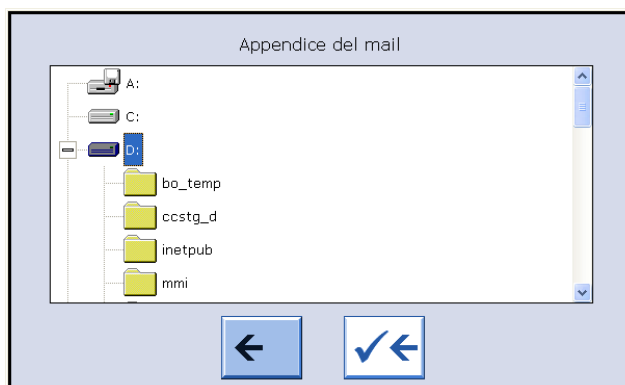 Appendice del mail
A:
C:
D:
bo_temp
ccstg_d
inetpub
mmi